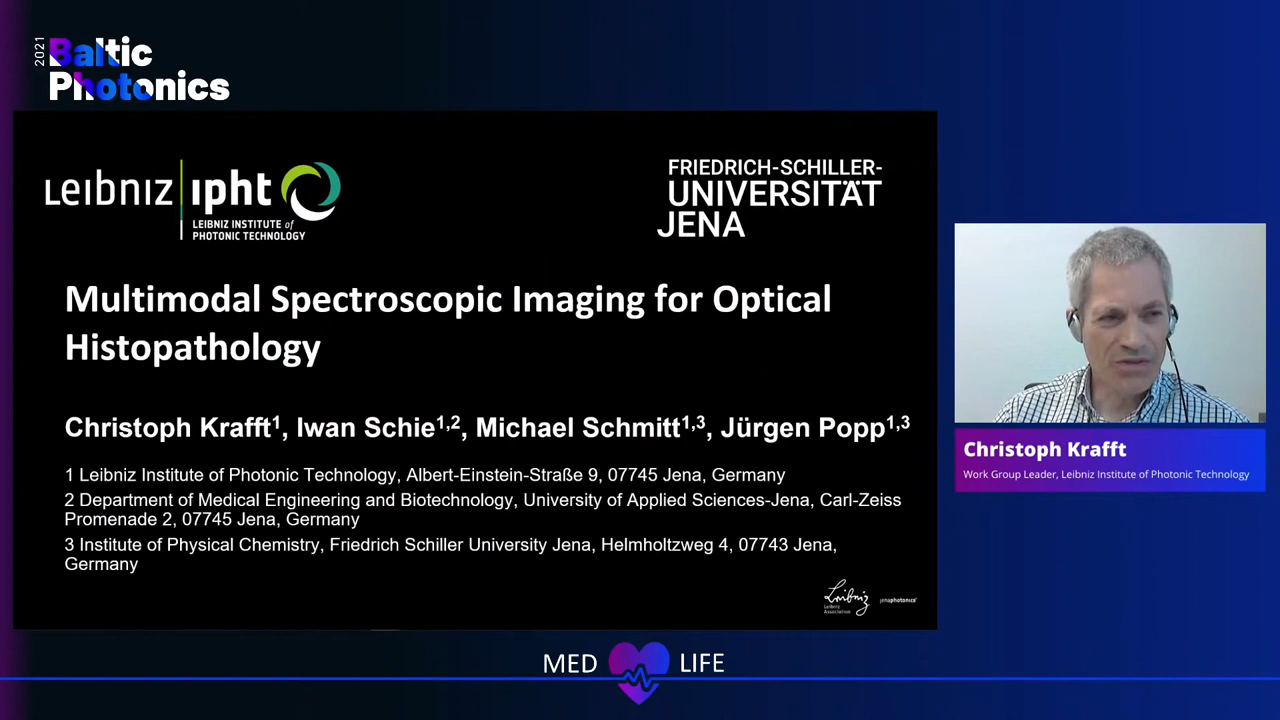 2021
Baltic
Photonics
Leibniz ipht
LEIBNIZ INSTITUTE of
PHOTONIC TECHNOLOGY
FRIEDRICH-SCHILLER-
UNIVERSITÄT
JENA
Multimodal Spectroscopic Imaging for Optical
Histopathology
Christoph Krafft1, Iwan Schie1,2, Michael Schmitt1,3, Jürgen Popp1,3
1 Leibniz Institute of Photonic Technology, Albert-Einstein-Straße 9, 07745 Jena, Germany
2 Department of Medical Engineering and Biotechnology, University of Applied Sciences-Jena, Carl-Zeiss
Promenade 2, 07745 Jena, Germany
3 Institute of Physical Chemistry, Friedrich Schiller University Jena, Helmholtzweg 4, 07743 Jena,
Germany
Leibniz
Leibniz
Association
jenaphotonics
Christoph Krafft
Work Group Leader, Leibniz Institute of Photonic Technology
MED LIFE